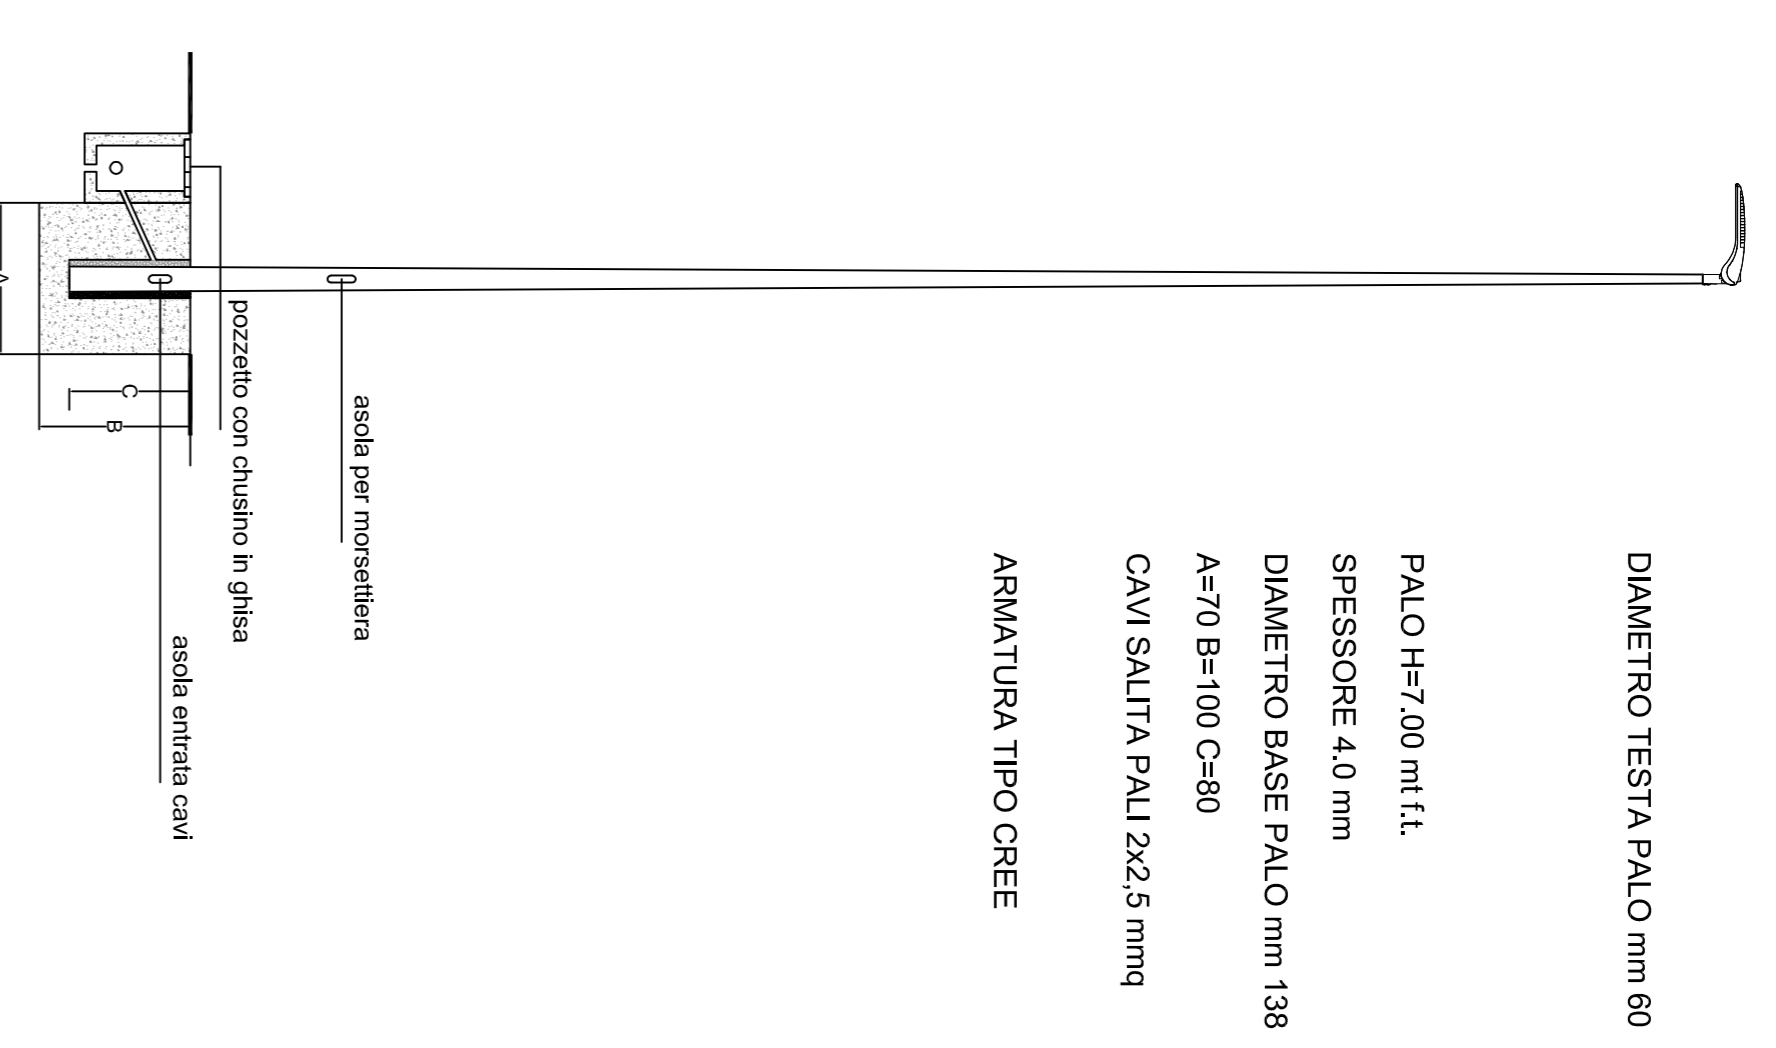 DIAMETRO TESTA PALO mm 60
PALO H=7.00 mt f.t.
SPESSORE 4.0 mm
DIAMETRO BASE PALO mm 138
A=70 B=100 C=80
CAVI SALITA PALI 2x2,5 mmq
ARMATURA TIPO CREE
asola per morsettiera
pozzetto con chusino in ghisa
asola entrata cavi
C
B
A